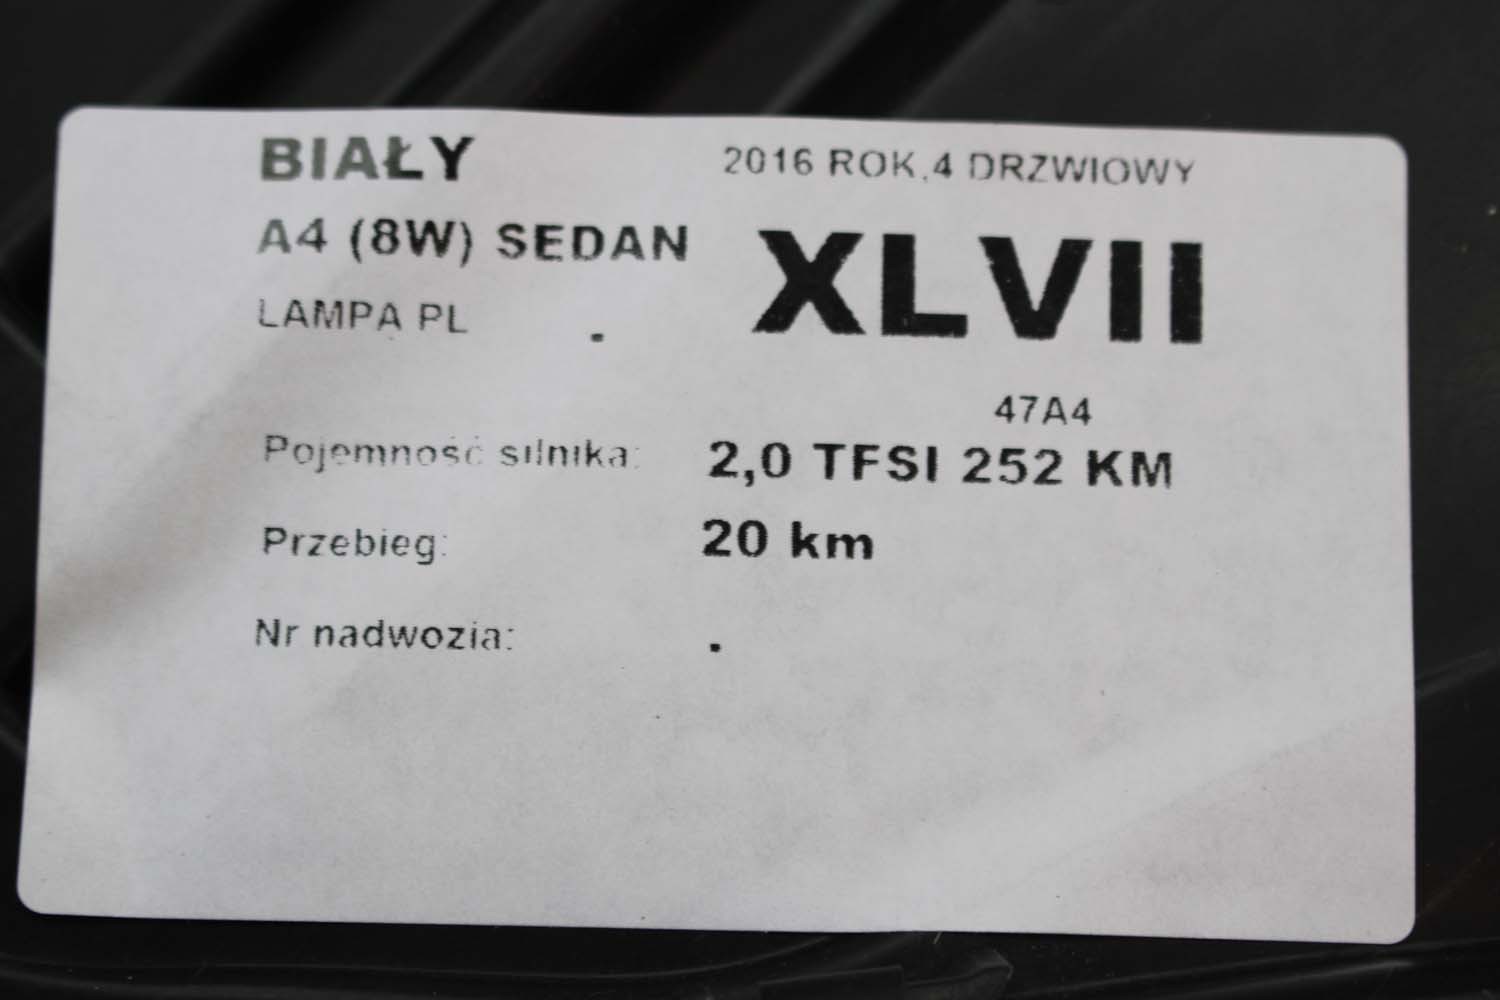 BIAŁY 2016 ROK.4 DRZWIOWY
A4 (8W) SEDAN XLVII
LAMPA PL .
47A4
Pojemność silnika: 2,0 TFSI 252 KM
Przebieg: 20 km
Nr nadwozia: .